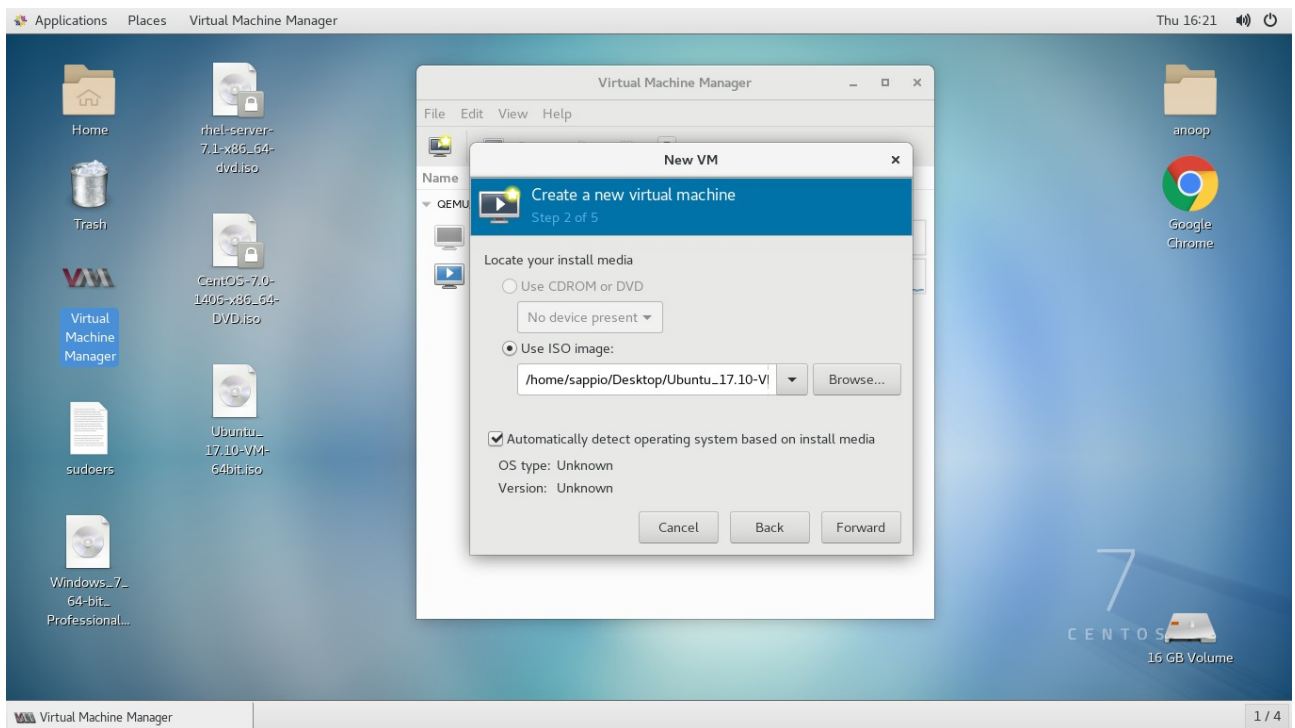 Applications Places Virtual Machine Manager Thu 16:21
Home
Trash
Virtual
Machine
Manager
sudoers
Windows_7_
64-bit_
Professional...
rhel-server-
7.1-x86_64-
dvd.iso
CentOS-7.0-
1406-x86_64-
DVD.iso
Ubuntu_
17.10-VM-
64bit.iso
Virtual Machine Manager
File Edit View Help
Name
QEMU
New VM
Create a new virtual machine
Step 2 of 5
Locate your install media
Use CDROM or DVD
No device present
Use ISO image:
/home/sappio/Desktop/Ubuntu_17.10-V
Browse...
Automatically detect operating system based on install media
OS type: Unknown
Version: Unknown
Cancel Back Forward
anoop
Google
Chrome
7
CENTOS
16 GB Volume
VM Virtual Machine Manager 1 / 4